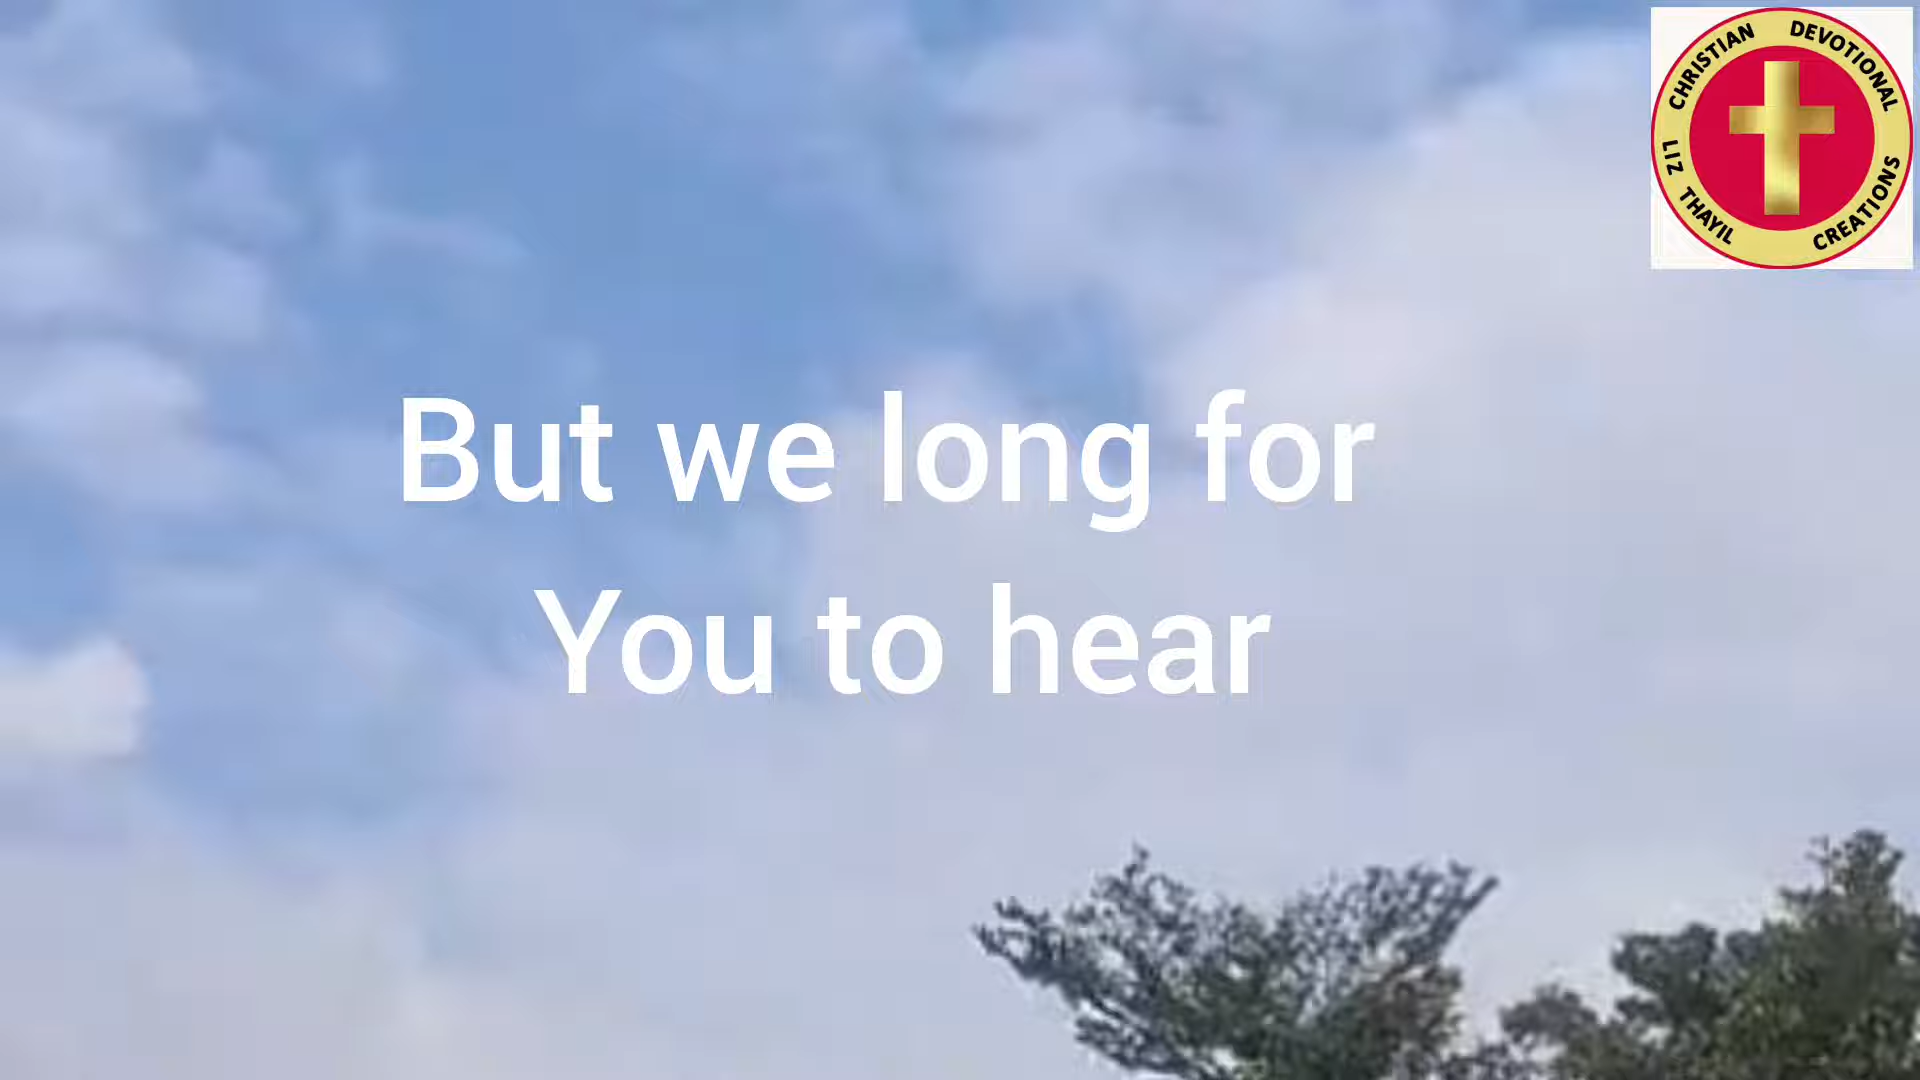 CHRISTIAN DEVOTIONAL
LIZ THAYIL CREATIONS
But we long for
You to hear